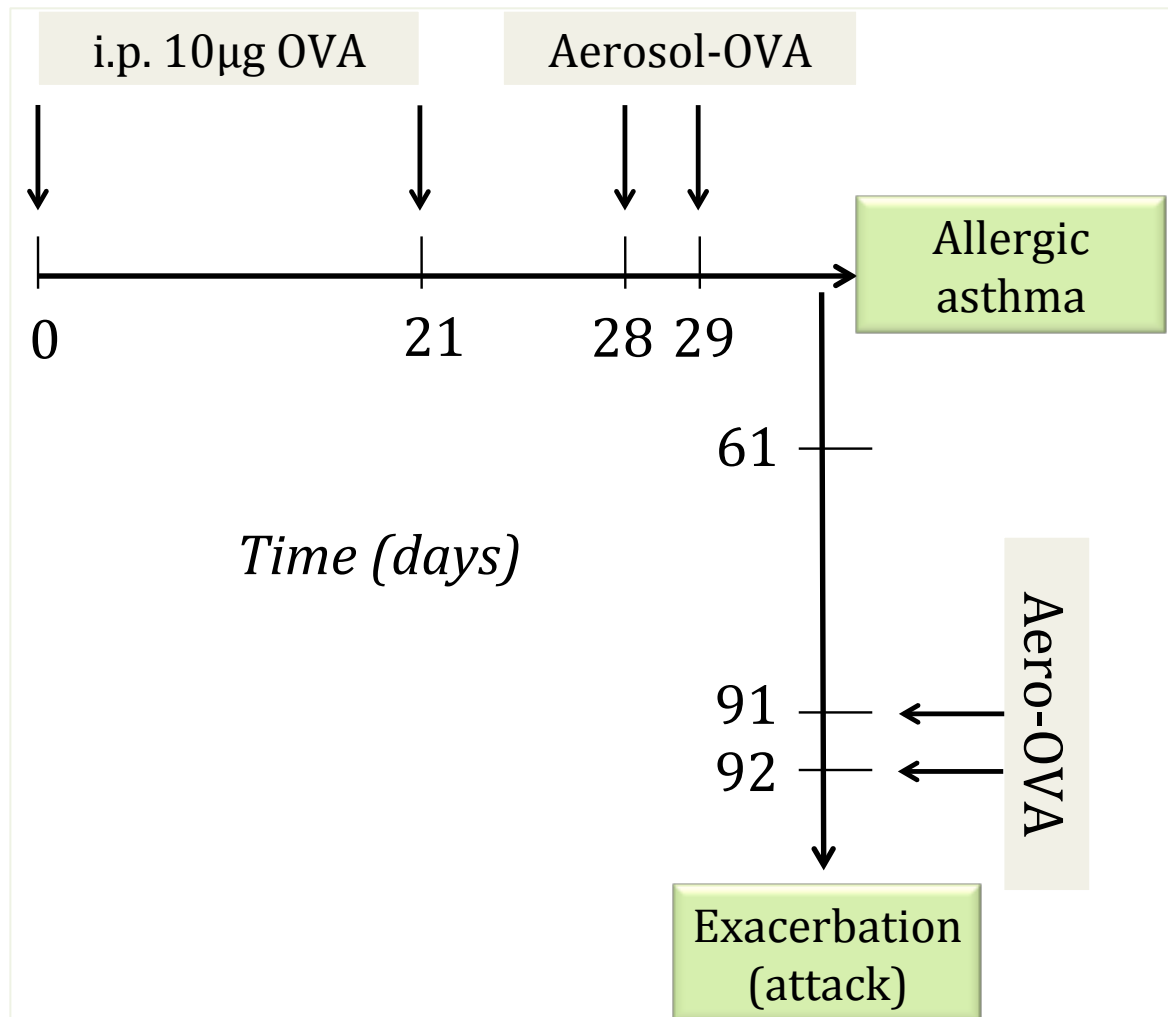 i.p. 10μg OVA
Aerosol-OVA
Allergic
asthma
0
21
28
29
61
Time (days)
91
92
Aero-OVA
Exacerbation
(attack)